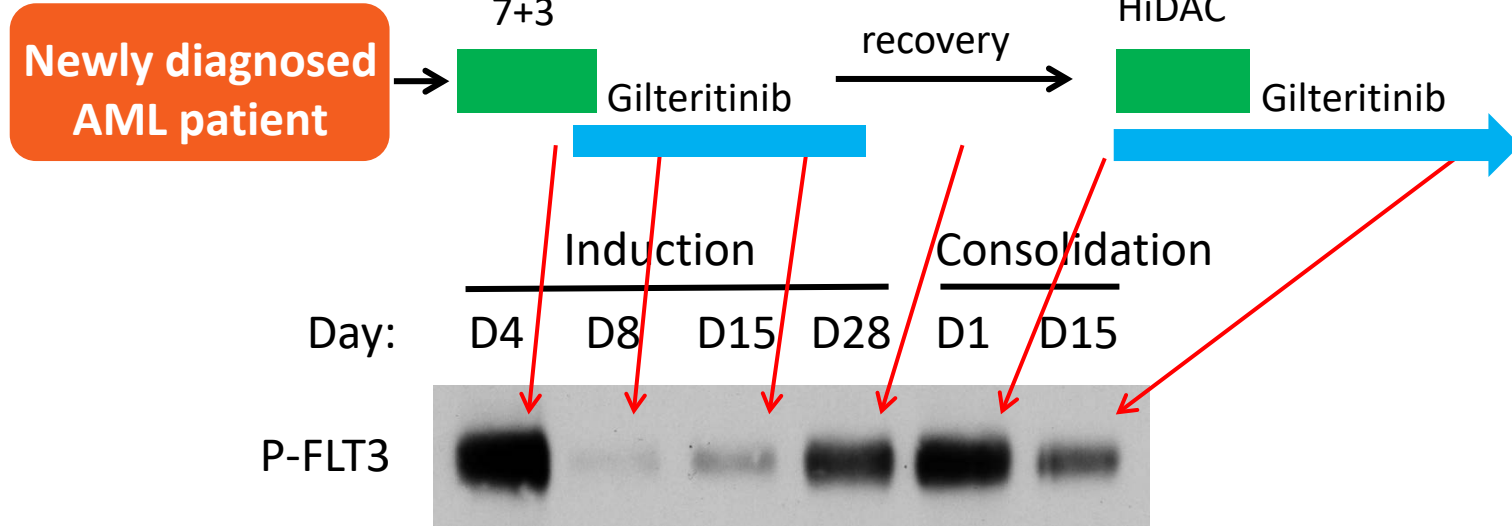 7+3
HiDAC
Newly diagnosed
AML patient
recovery
Gilteritinib
Gilteritinib
Induction
Consolidation
Day: D4 D8 D15 D28 D1 D15
P-FLT3